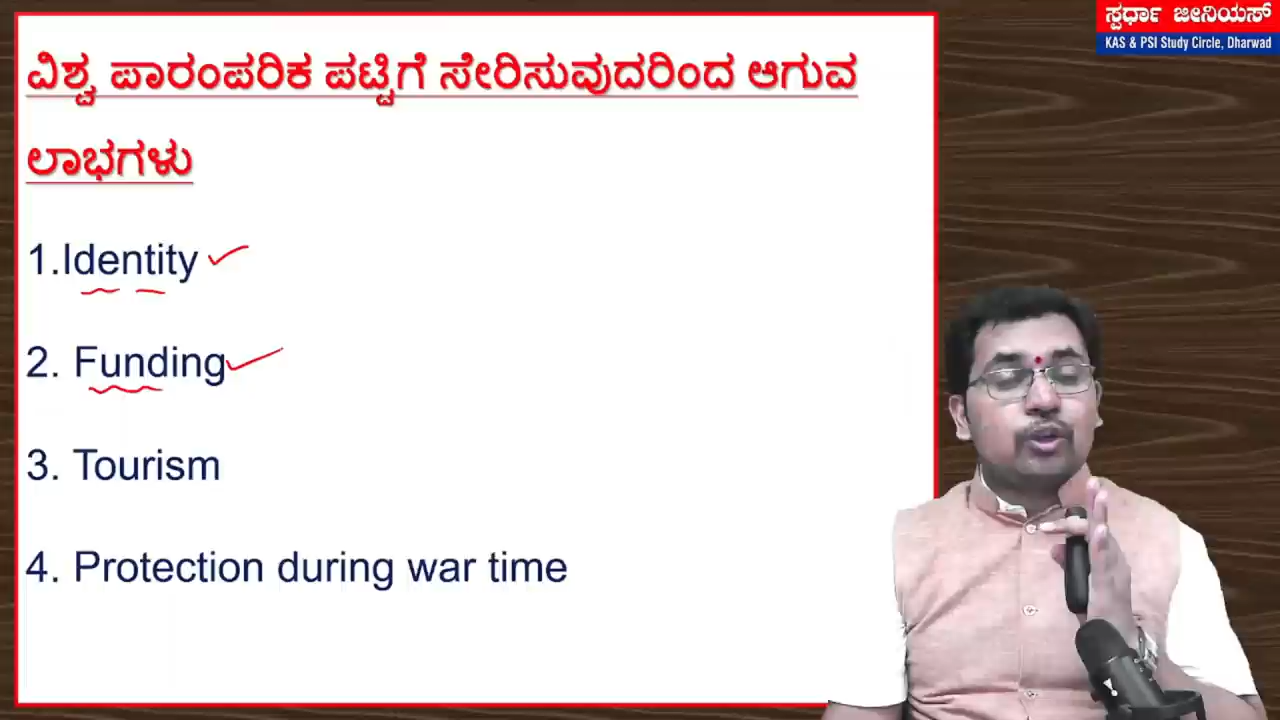 ಸ್ಪರ್ಧಾ ಜೀನಿಯಸ್
KAS & PSI Study Circle, Dharwad
ವಿಶ್ವ ಪಾರಂಪರಿಕ ಪಟ್ಟಿಗೆ ಸೇರಿಸುವುದರಿಂದ ಆಗುವ
ಲಾಭಗಳು
1.Identity
2. Funding
3. Tourism
4. Protection during war time